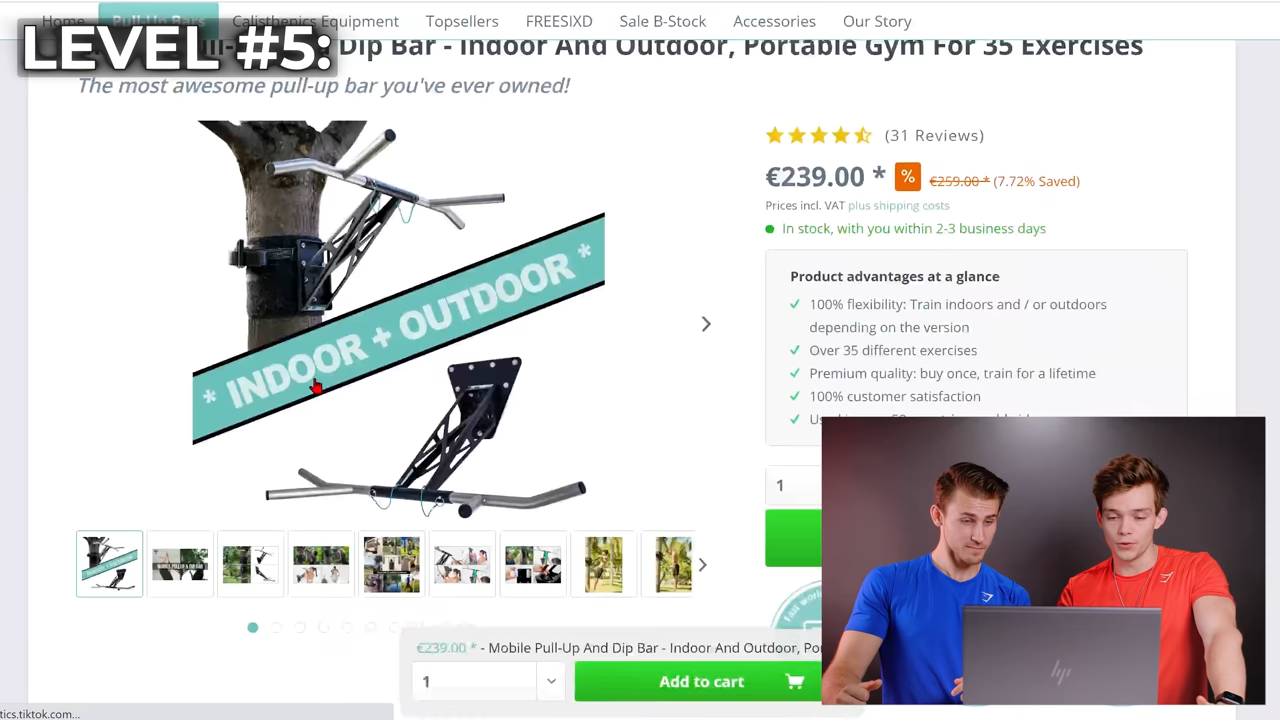 Home
Pull-Up Bars
Calisthenics Equipment
Topsellers
FREESIXD
Sale B-Stock
Accessories
Our Story
LEVEL #5:
Dip Bar - Indoor And Outdoor, Portable Gym For 35 Exercises
The most awesome pull-up bar you've ever owned!
(31 Reviews)
€239.00 * % €259.00 * (7.72% Saved)
Prices incl. VAT plus shipping costs
In stock, with you within 2-3 business days
Product advantages at a glance
100% flexibility: Train indoors and / or outdoors
depending on the version
Over 35 different exercises
Premium quality: buy once, train for a lifetime
100% customer satisfaction
* INDOOR + OUTDOOR *
1
€239.00 * - Mobile Pull-Up And Dip Bar - Indoor And Outdoor, Po
1
Add to cart
tics.tiktok.com...
hp